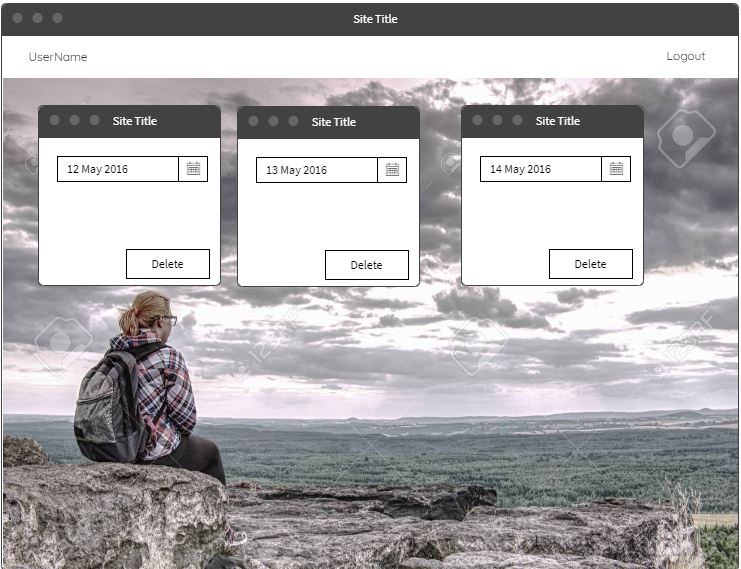 Site Title
UserName
Logout
Site Title
12 May 2016
Delete
Site Title
13 May 2016
Delete
Site Title
14 May 2016
Delete